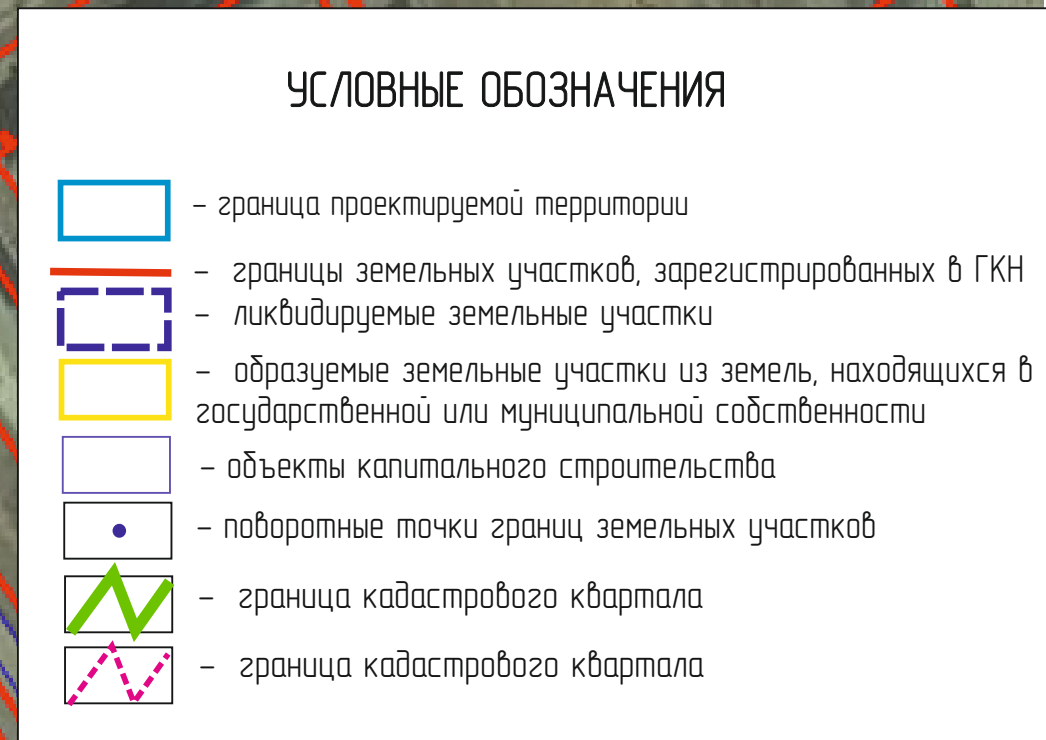 УСЛОВНЫЕ ОБОЗНАЧЕНИЯ
– граница проектируемой территории
– границы земельных участков, зарегистрированных в ГКН
– ликвидируемые земельные участки
– образуемые земельные участки из земель, находящихся в
государственной или муниципальной собственности
– объекты капитального строительства
– поворотные точки границ земельных участков
– граница кадастрового квартала
– граница кадастрового квартала